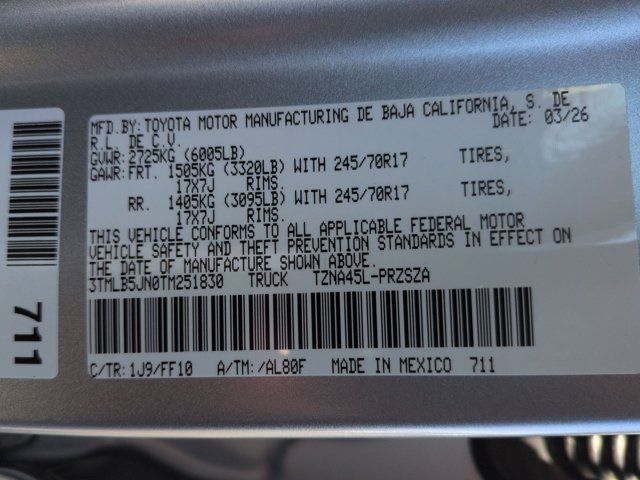 MFD.BY:TOYOTA MOTOR MANUFACTURING DE BAJA CALIFORNIA, S. DE
R.L. DE C.V. DATE: 03/26
GVWR:2725KG (6005LB)
GAWR:FRT. 1505KG (3320LB) WITH 245/70R17 TIRES,
17X7J RIMS.
RR. 1405KG (3095LB) WITH 245/70R17 TIRES,
17X7J RIMS.
THIS VEHICLE CONFORMS TO ALL APPLICABLE FEDERAL MOTOR
VEHICLE SAFETY AND THEFT PREVENTION STANDARDS IN EFFECT ON
THE DATE OF MANUFACTURE SHOWN ABOVE.
3TMLB5JN0TM251830 TRUCK TZNA45L-PRZSZA
C/TR:1J9/FF10 A/TM:/AL80F MADE IN MEXICO 711
711